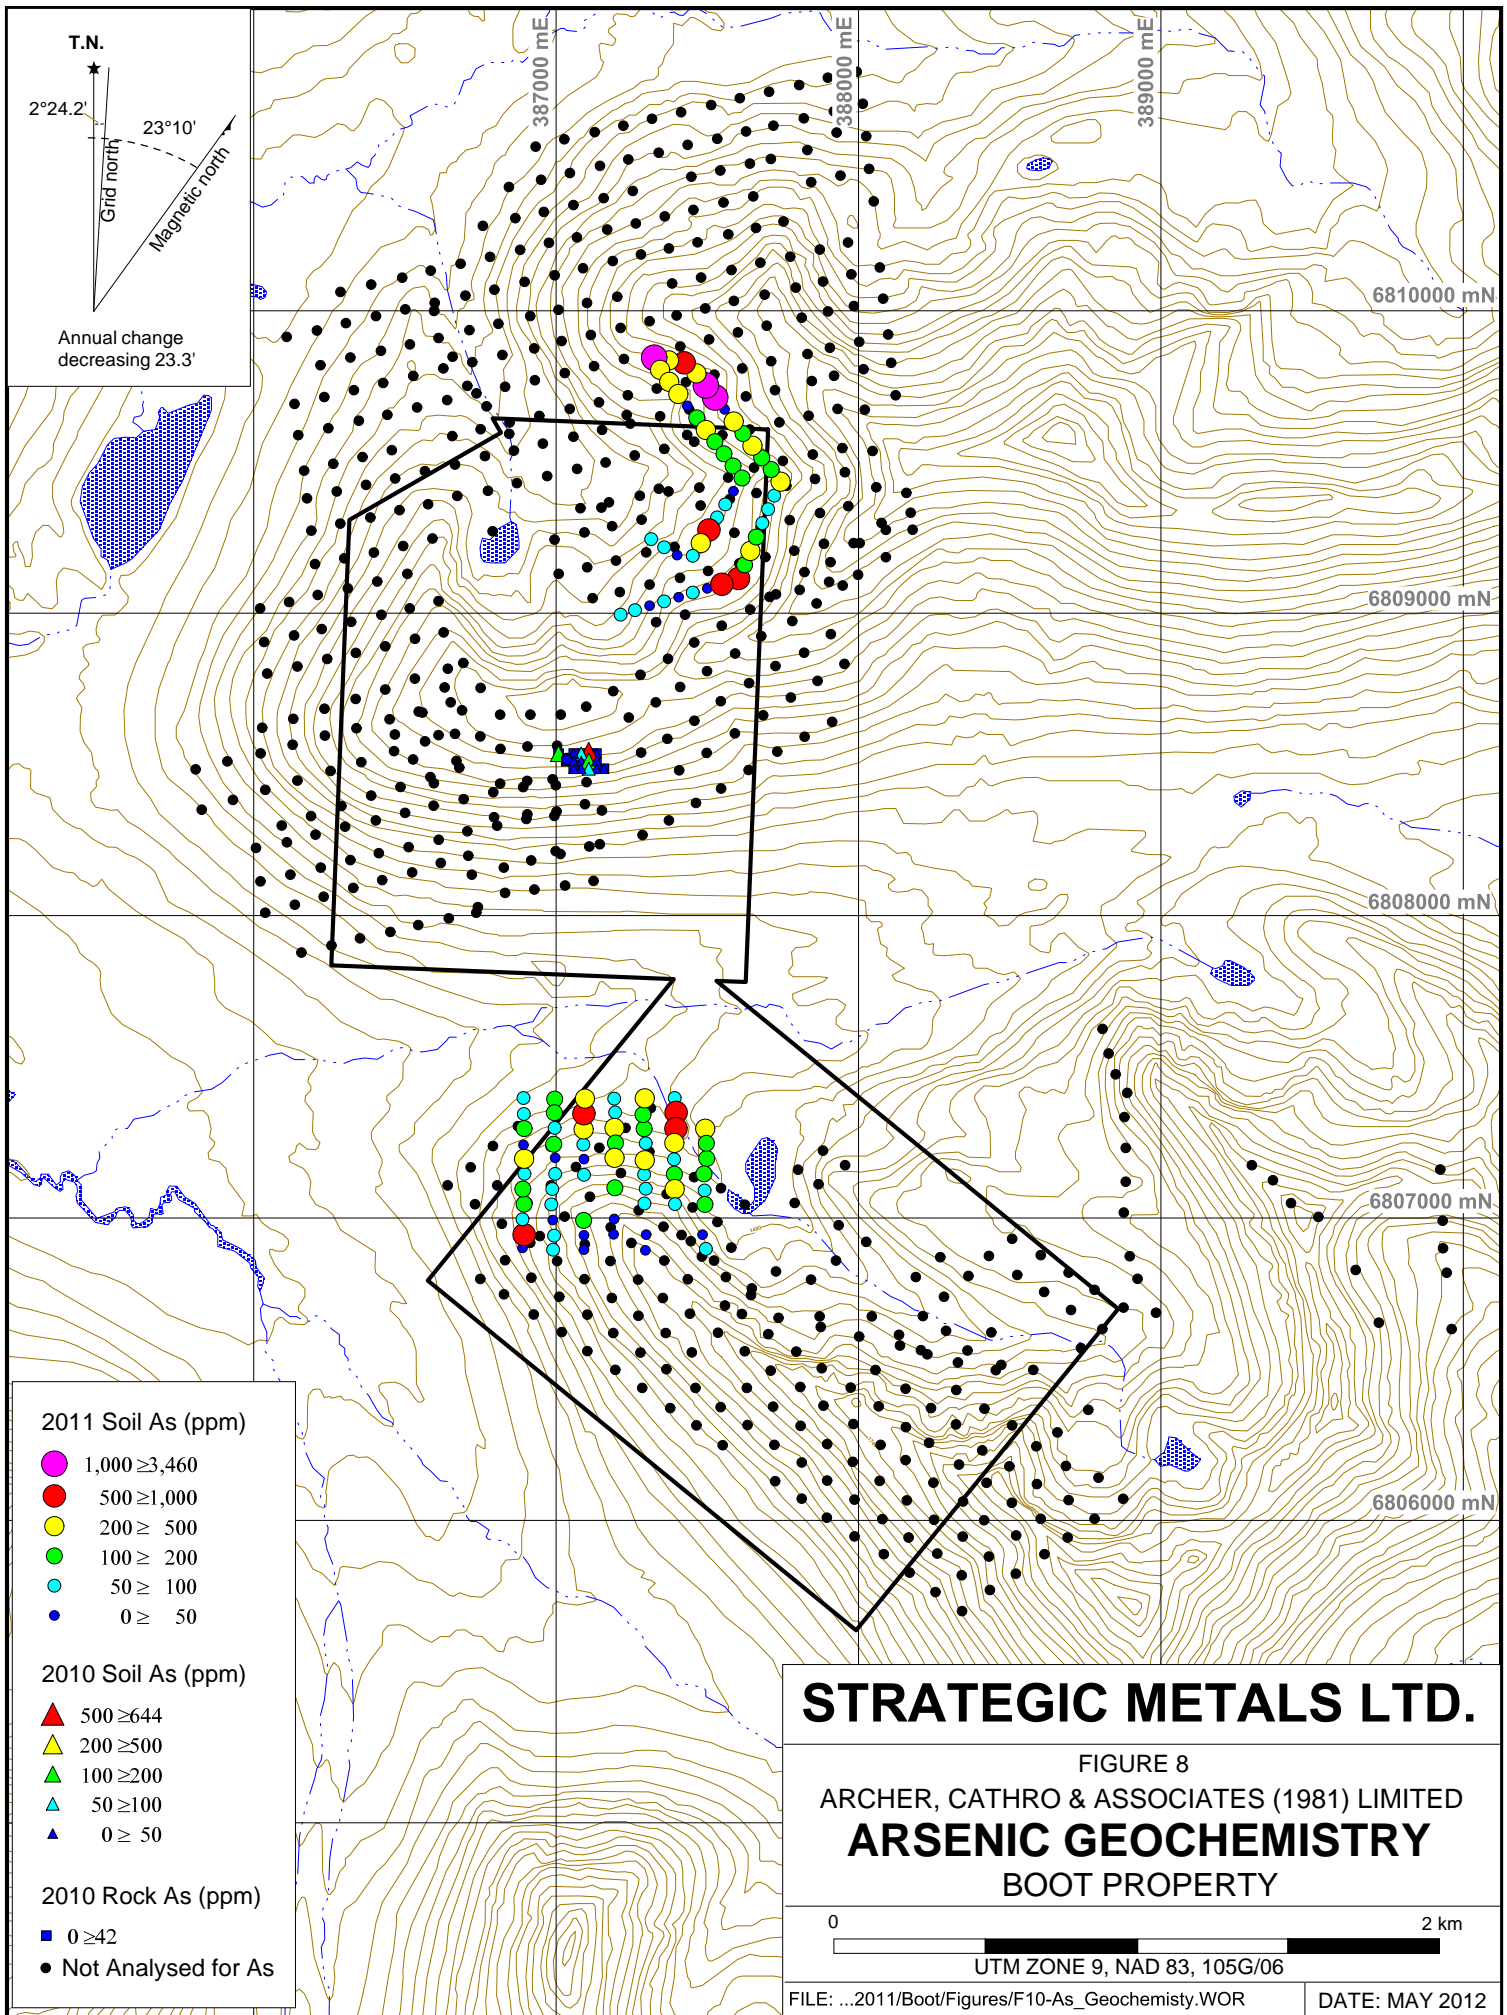 T.N.
2°24.2'
23°10'
Grid north
Magnetic north
Annual change
decreasing 23.3'
387000 mE
388000 mE
389000 mE
6810000 mN
6809000 mN
6808000 mN
6807000 mN
6806000 mN
2011 Soil As (ppm)
1,000 ≥3,460
500 ≥1,000
200 ≥ 500
100 ≥ 200
50 ≥ 100
0 ≥ 50
2010 Soil As (ppm)
500 ≥644
200 ≥500
100 ≥200
50 ≥100
0 ≥ 50
2010 Rock As (ppm)
0 ≥42
Not Analysed for As
STRATEGIC METALS LTD.
FIGURE 8
ARCHER, CATHRO & ASSOCIATES (1981) LIMITED
ARSENIC GEOCHEMISTRY
BOOT PROPERTY
0 2 km
UTM ZONE 9, NAD 83, 105G/06
FILE: ...2011/Boot/Figures/F10-As_Geochemisty.WOR
DATE: MAY 2012